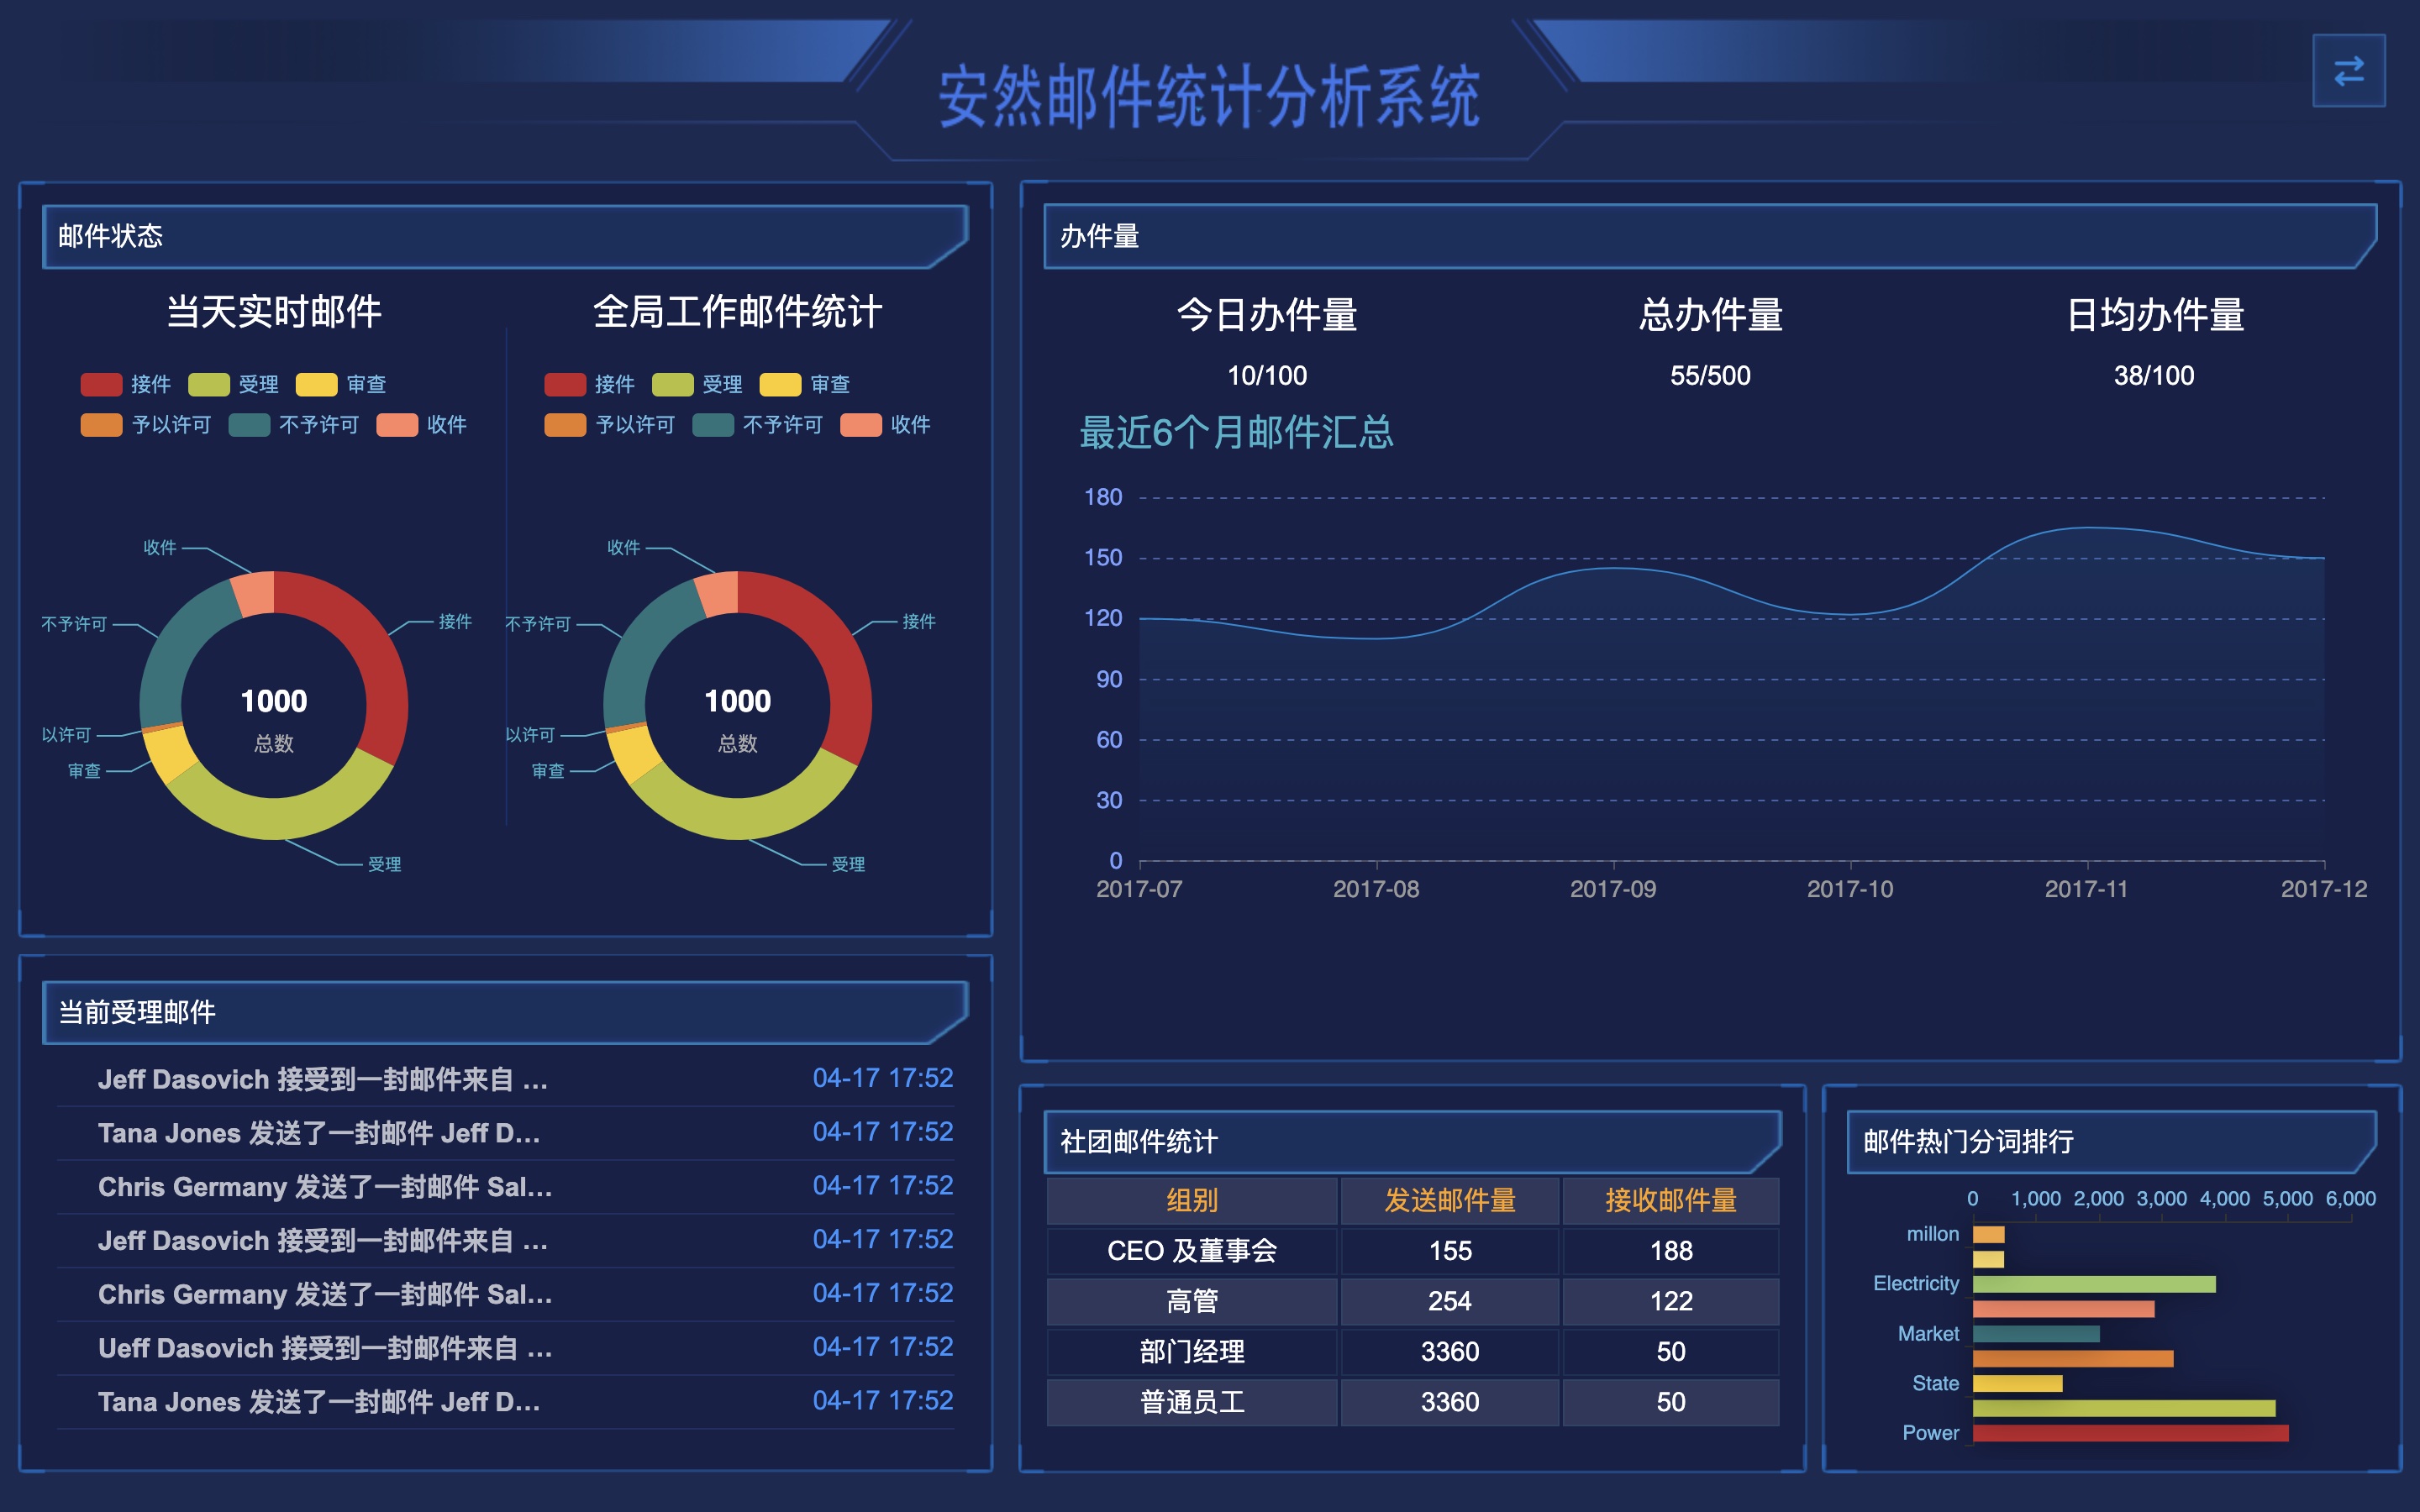 安然邮件统计分析系统
邮件状态
当天实时邮件
接件 受理 审查
予以许可 不予许可 收件
收件
不予许可
接件
1000
总数
以许可
审查
受理
全局工作邮件统计
接件 受理 审查
予以许可 不予许可 收件
收件
不予许可
接件
1000
总数
以许可
审查
受理
当前受理邮件
Jeff Dasovich 接受到一封邮件来自 ... 04-17 17:52
Tana Jones 发送了一封邮件 Jeff D... 04-17 17:52
Chris Germany 发送了一封邮件 Sal... 04-17 17:52
Jeff Dasovich 接受到一封邮件来自 ... 04-17 17:52
Chris Germany 发送了一封邮件 Sal... 04-17 17:52
Ueff Dasovich 接受到一封邮件来自 ... 04-17 17:52
Tana Jones 发送了一封邮件 Jeff D... 04-17 17:52
办件量
今日办件量 总办件量 日均办件量
10/100 55/500 38/100
最近6个月邮件汇总
180
150
120
90
60
30
0
2017-07 2017-08 2017-09 2017-10 2017-11 2017-12
社团邮件统计
组别 发送邮件量 接收邮件量
CEO 及董事会 155 188
高管 254 122
部门经理 3360 50
普通员工 3360 50
邮件热门分词排行
0 1,000 2,000 3,000 4,000 5,000 6,000
millon
Electricity
Market
State
Power